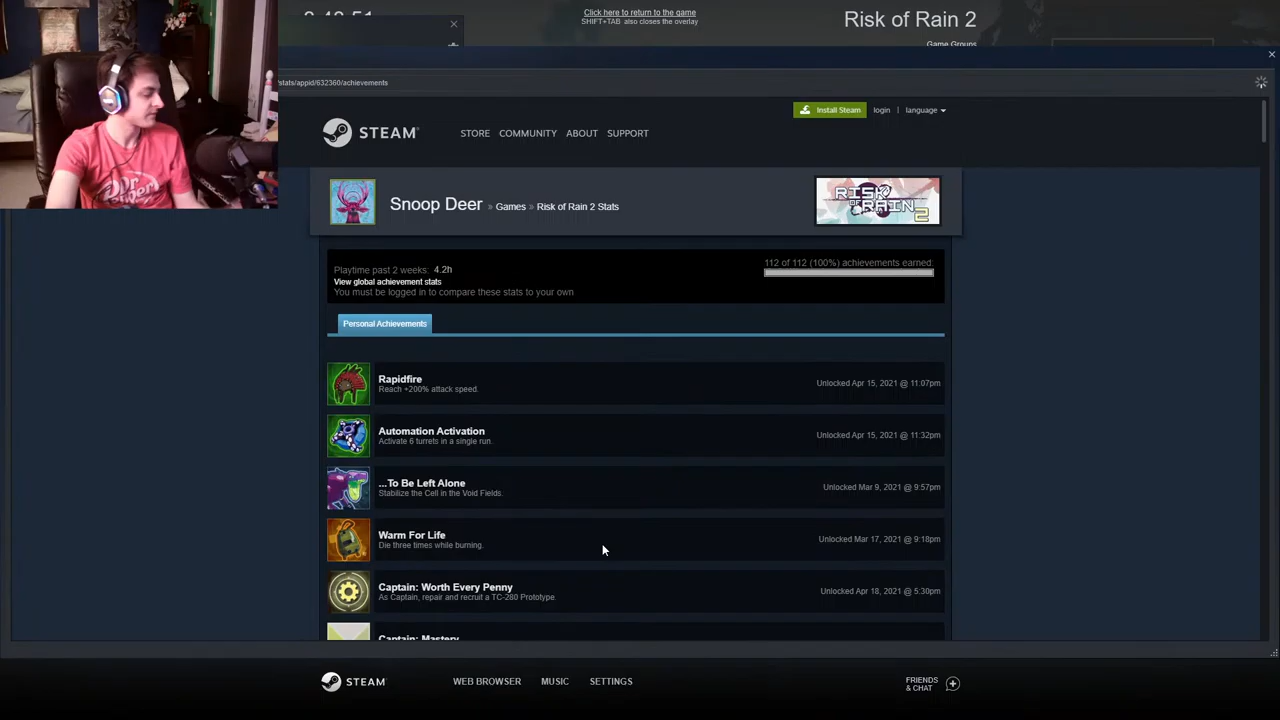 Click here to return to the game
SHIFT+TAB also closes the overlay
Risk of Rain 2
Game Groups
stats/appid/632360/achievements
Install Steam
login
language
STEAM
STORE
COMMUNITY
ABOUT
SUPPORT
Snoop Deer » Games » Risk of Rain 2 Stats
RISK OF RAIN 2
Playtime past 2 weeks: 4.2h
112 of 112 (100%) achievements earned:
View global achievement stats
You must be logged in to compare these stats to your own
Personal Achievements
Rapidfire
Reach +200% attack speed.
Unlocked Apr 15, 2021 @ 11:07pm
Automation Activation
Activate 6 turrets in a single run.
Unlocked Apr 15, 2021 @ 11:32pm
...To Be Left Alone
Stabilize the Cell in the Void Fields.
Unlocked Mar 9, 2021 @ 9:57pm
Warm For Life
Die three times while burning.
Unlocked Mar 17, 2021 @ 9:18pm
Captain: Worth Every Penny
As Captain, repair and recruit a TC-280 Prototype.
Unlocked Apr 18, 2021 @ 5:30pm
Captain: Mastery
STEAM
WEB BROWSER
MUSIC
SETTINGS
FRIENDS
& CHAT